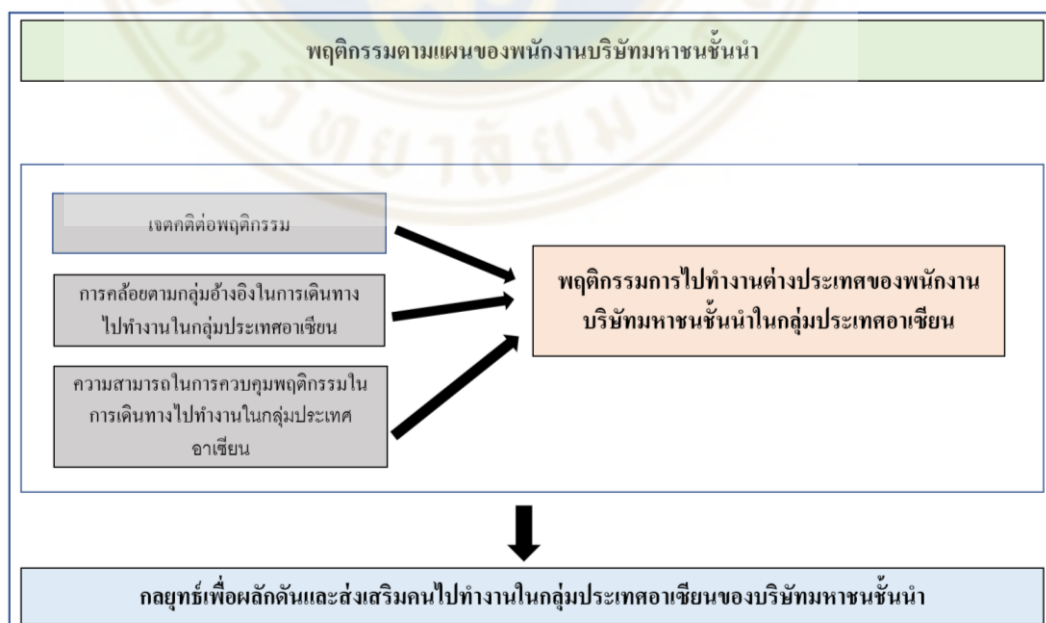 พฤติกรรมตามแผนของพนักงานบริษัทมหาชนชั้นนำ
เจตคติต่อพฤติกรรม
การคล้อยตามกลุ่มอ้างอิงในการเดินทาง
ไปทำงานในกลุ่มประเทศอาเซียน
ความสามารถในการควบคุมพฤติกรรมใน
การเดินทางไปทำงานในกลุ่มประเทศ
อาเซียน
พฤติกรรมการไปทำงานต่างประเทศของพนักงาน
บริษัทมหาชนชั้นนำในกลุ่มประเทศอาเซียน
กลยุทธ์เพื่อผลักดันและส่งเสริมคนไปทำงานในกลุ่มประเทศอาเซียนของบริษัทมหาชนชั้นนำ